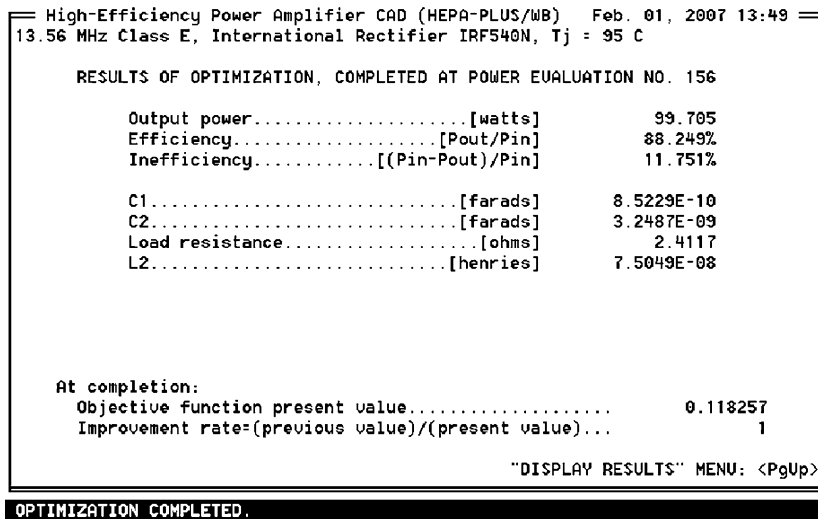 High-Efficiency Power Amplifier CAD (HEPA-PLUS/WB) Feb. 01, 2007 13:49
13.56 MHz Class E, International Rectifier IRF540N, Tj = 95 C
RESULTS OF OPTIMIZATION, COMPLETED AT POWER EVALUATION NO. 156
Output power.....................[watts] 99.705
Efficiency....................[Pout/Pin] 88.249%
Inefficiency............[(Pin-Pout)/Pin] 11.751%
C1..............................[farads] 8.5229E-10
C2..............................[farads] 3.2487E-09
Load resistance...................[ohms] 2.4117
L2.............................[henries] 7.5049E-08
At completion:
Objective function present value.................... 0.118257
Improvement rate=(previous value)/(present value)... 1
"DISPLAY RESULTS" MENU: <PgUp>
OPTIMIZATION COMPLETED.